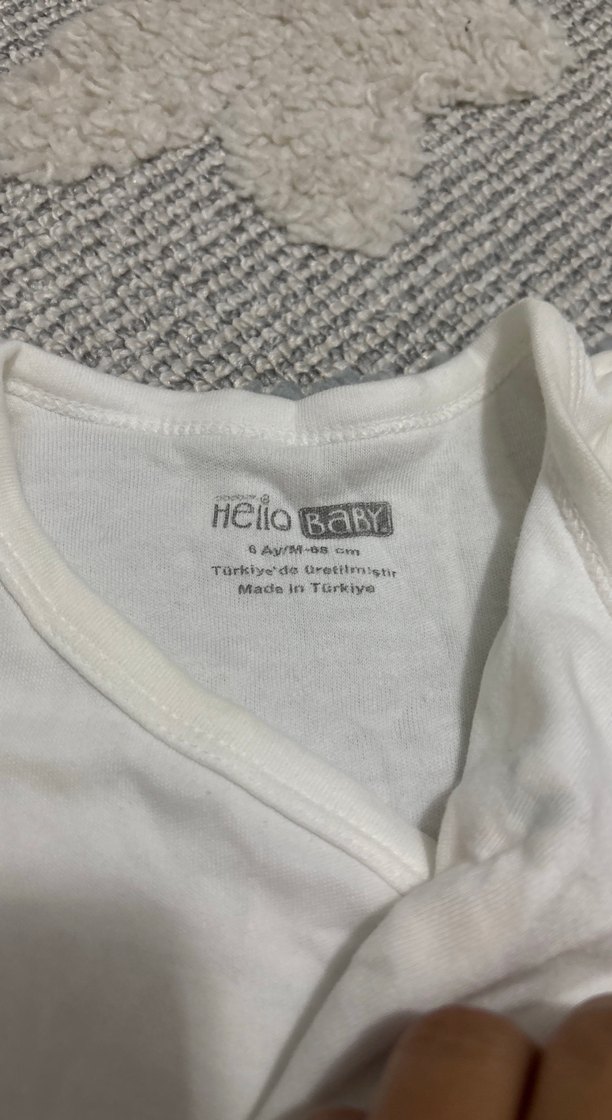 Hello BABY
6 Ay/M-68 cm
Türkiye'de üretilmiştir
Made in Türkiye